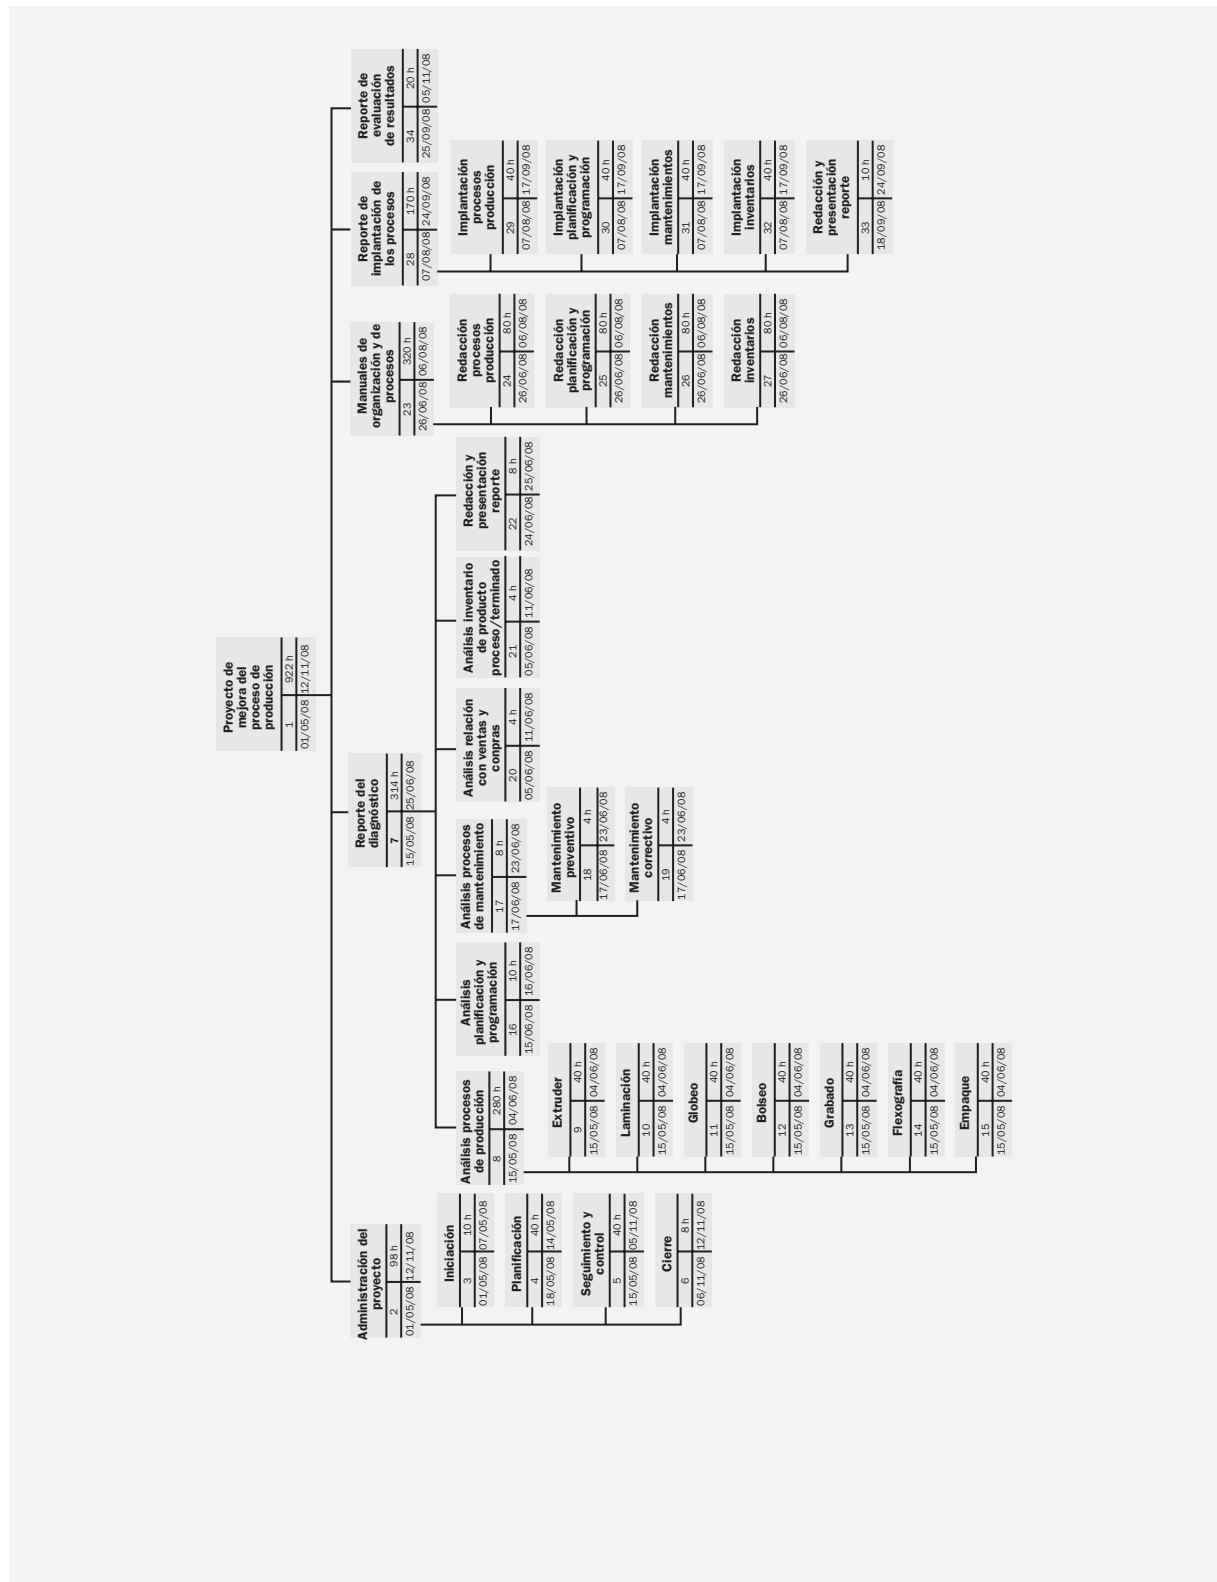 Proyecto de
mejora del
proceso de
producción
1 922 h
01/05/08 12/11/08
Administración del
proyecto
2 98 h
01/05/08 12/11/08
Iniciación
3 10 h
01/05/08 07/05/08
Planificación
4 40 h
18/05/08 14/05/08
Seguimiento y
control
5 40 h
15/05/08 05/11/08
Cierre
6 8 h
06/11/08 12/11/08
Reporte del
diagnóstico
7 314 h
15/05/08 25/06/08
Análisis procesos
de producción
8 280 h
15/05/08 04/06/08
Extruder
9 40 h
15/05/08 04/06/08
Laminación
10 40 h
15/05/08 04/06/08
Globeo
11 40 h
15/05/08 04/06/08
Bolseo
12 40 h
15/05/08 04/06/08
Grabado
13 40 h
15/05/08 04/06/08
Flexografía
14 40 h
15/05/08 04/06/08
Empaque
15 40 h
15/05/08 04/06/08
Análisis
planificación y
programación
16 10 h
15/06/08 16/06/08
Análisis procesos
de mantenimiento
17 8 h
17/06/08 23/06/08
Mantenimiento
preventivo
18 4 h
17/06/08 23/06/08
Mantenimiento
correctivo
19 4 h
17/06/08 23/06/08
Análisis relación
con ventas y
conpras
20 4 h
05/06/08 11/06/08
Análisis inventario
de producto
proceso/terminado
21 4 h
05/06/08 11/06/08
Redacción y
presentación
reporte
22 8 h
24/06/08 25/06/08
Manuales de
organización y de
procesos
23 320 h
26/06/08 06/08/08
Redacción
procesos
producción
24 80 h
26/06/08 06/08/08
Redacción
planificación y
programación
25 80 h
26/06/08 06/08/08
Redacción
mantenimientos
26 80 h
26/06/08 06/08/08
Redacción
inventarios
27 80 h
26/06/08 06/08/08
Reporte de
implantación de
los procesos
28 170 h
07/08/08 24/09/08
Implantación
procesos
producción
29 40 h
07/08/08 17/09/08
Implantación
planificación y
programación
30 40 h
07/08/08 17/09/08
Implantación
mantenimientos
31 40 h
07/08/08 17/09/08
Implantación
inventarios
32 40 h
07/08/08 17/09/08
Redacción y
presentación
reporte
33 10 h
18/09/08 24/09/08
Reporte de
evaluación
de resultados
34 20 h
25/09/08 05/11/08